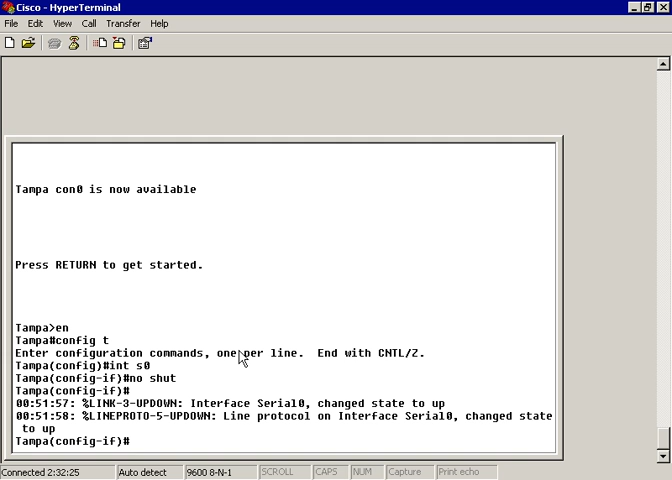 Cisco - HyperTerminal
File Edit View Call Transfer Help
Tampa con0 is now available
Press RETURN to get started.
Tampa>en
Tampa#config t
Enter configuration commands, one per line.  End with CNTL/Z.
Tampa(config)#int s0
Tampa(config-if)#no shut
Tampa(config-if)#
00:51:57: %LINK-3-UPDOWN: Interface Serial0, changed state to up
00:51:58: %LINEPROTO-5-UPDOWN: Line protocol on Interface Serial0, changed state
 to up
Tampa(config-if)#
Connected 2:32:25 Auto detect 9600 8-N-1 SCROLL CAPS NUM Capture Print echo